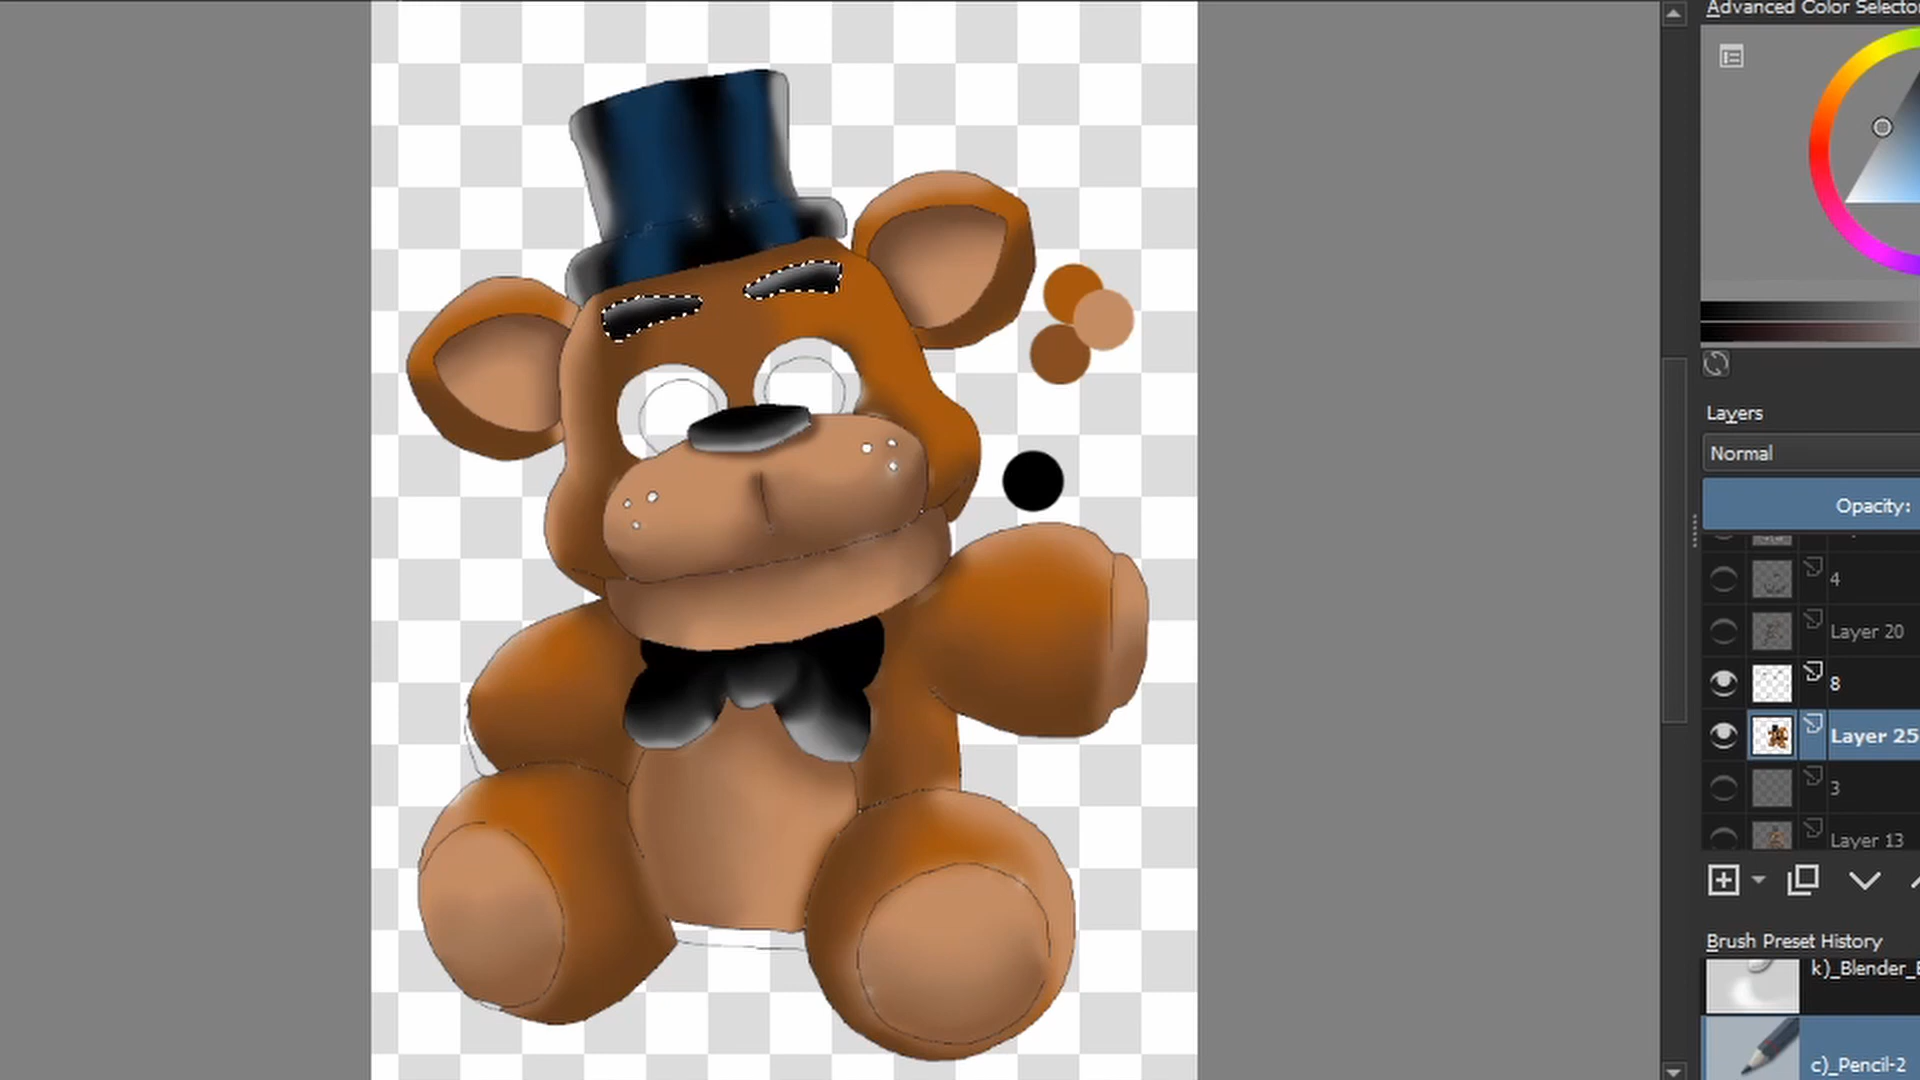 Advanced Color Selecto
Layers
Normal
Opacity:
4
Layer 20
8
Layer 25
3
Layer 13
Brush Preset History
k)_Blender_
c)_Pencil-2